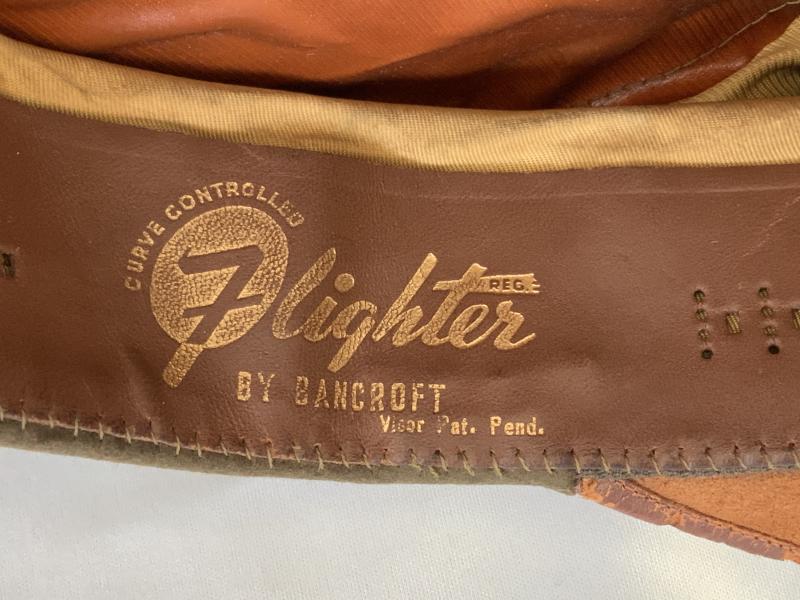 CURVE CONTROLLED
Flighter
REG.
BY BANCROFT
Visor Pat. Pend.